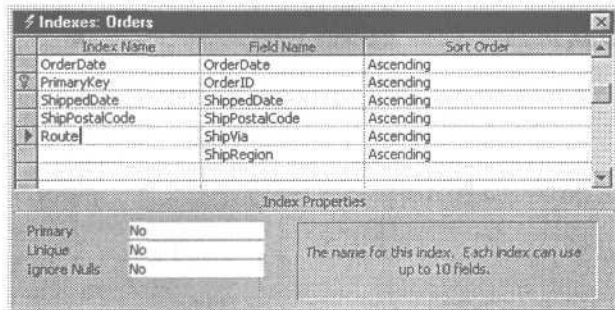 Indexes: Orders
Index Name Field Name Sort Order
OrderDate OrderDate Ascending
PrimaryKey OrderID Ascending
ShippedDate ShippedDate Ascending
ShipPostalCode ShipPostalCode Ascending
Route ShipVia Ascending
ShipRegion Ascending
Index Properties
Primary No
Unique No
Ignore Nulls No
The name for this index. Each index can use
up to 10 fields.